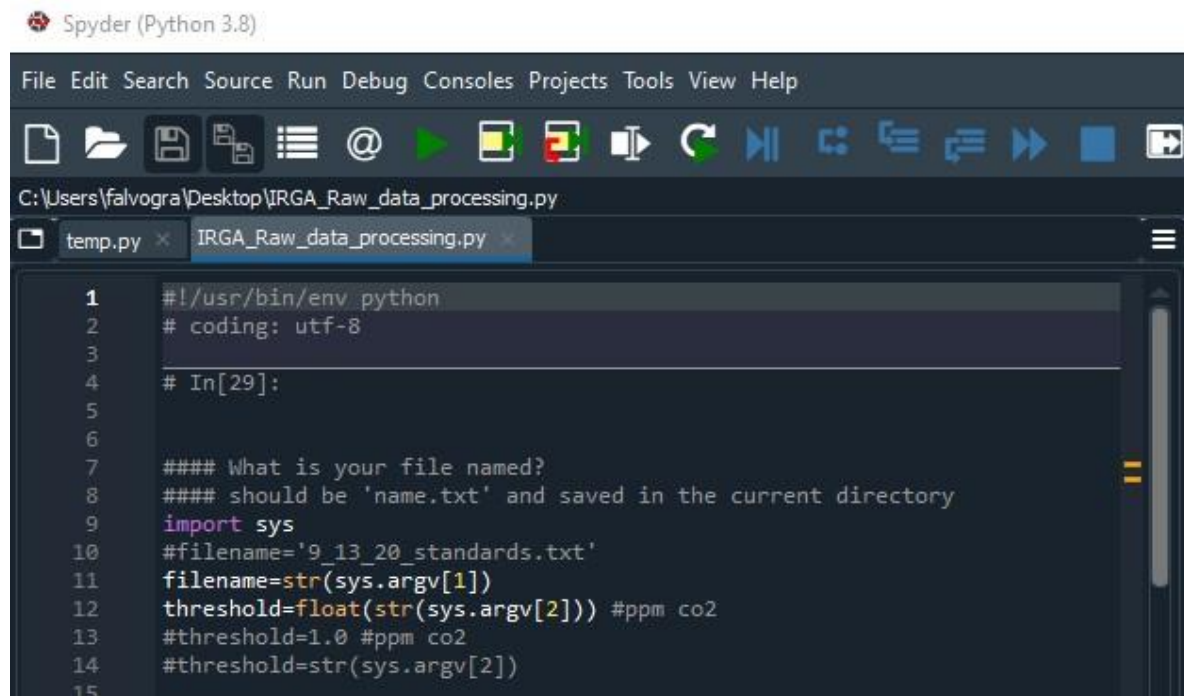 Spyder (Python 3.8)
File Edit Search Source Run Debug Consoles Projects Tools View Help
C:\Users\falvogra\Desktop\IRGA_Raw_data_processing.py
temp.py IRGA_Raw_data_processing.py
1 #!/usr/bin/env python
2 # coding: utf-8
3
4 # In[29]:
5
6
7 #### What is your file named?
8 #### should be 'name.txt' and saved in the current directory
9 import sys
10 #filename='9_13_20_standards.txt'
11 filename=str(sys.argv[1])
12 threshold=float(str(sys.argv[2])) #ppm co2
13 #threshold=1.0 #ppm co2
14 #threshold=str(sys.argv[2])
15